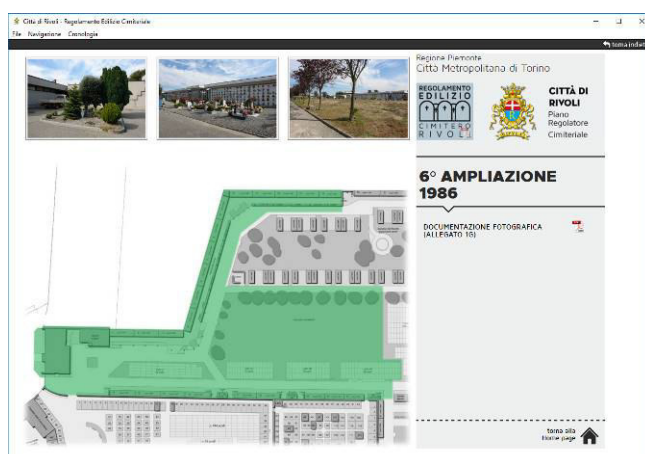 Città di Rivoli - Regolamento Edilizio Cimiteriale
File Navigazione Cronologia
torna indietro
Regione Piemonte
Città Metropolitana di Torino
REGOLAMENTO
EDILIZIO
CIMITERO
RIVOLI
CITTÀ DI
RIVOLI
Piano
Regolatore
Cimiteriale
6° AMPLIAZIONE
1986
DOCUMENTAZIONE FOTOGRAFICA
(ALLEGATO 1G)
torna alla
Home page